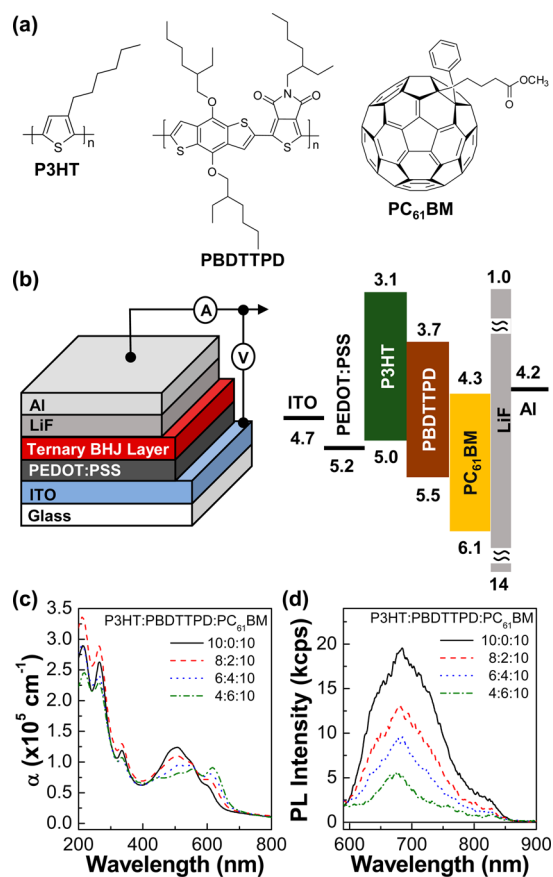 (a)
S
n
P3HT
O
O
S
S
O
N
O
S
n
PBDTTPD
OCH₃
O
PC₆₁BM
(b)
A
V
Al
LiF
Ternary BHJ Layer
PEDOT:PSS
ITO
Glass
ITO
4.7
PEDOT:PSS
5.2
3.1
P3HT
5.0
3.7
PBDTTPD
5.5
4.3
PC₆₁BM
6.1
1.0
LiF
14
4.2
Al
(c)
P3HT:PBDTTPD:PC₆₁BM
10:0:10
8:2:10
6:4:10
4:6:10
α (x10⁵ cm⁻¹)
3.5
3.0
2.5
2.0
1.5
1.0
0.5
0.0
200 400 600 800
Wavelength (nm)
(d)
P3HT:PBDTTPD:PC₆₁BM
10:0:10
8:2:10
6:4:10
4:6:10
PL Intensity (kcps)
20
15
10
5
0
600 700 800 900
Wavelength (nm)